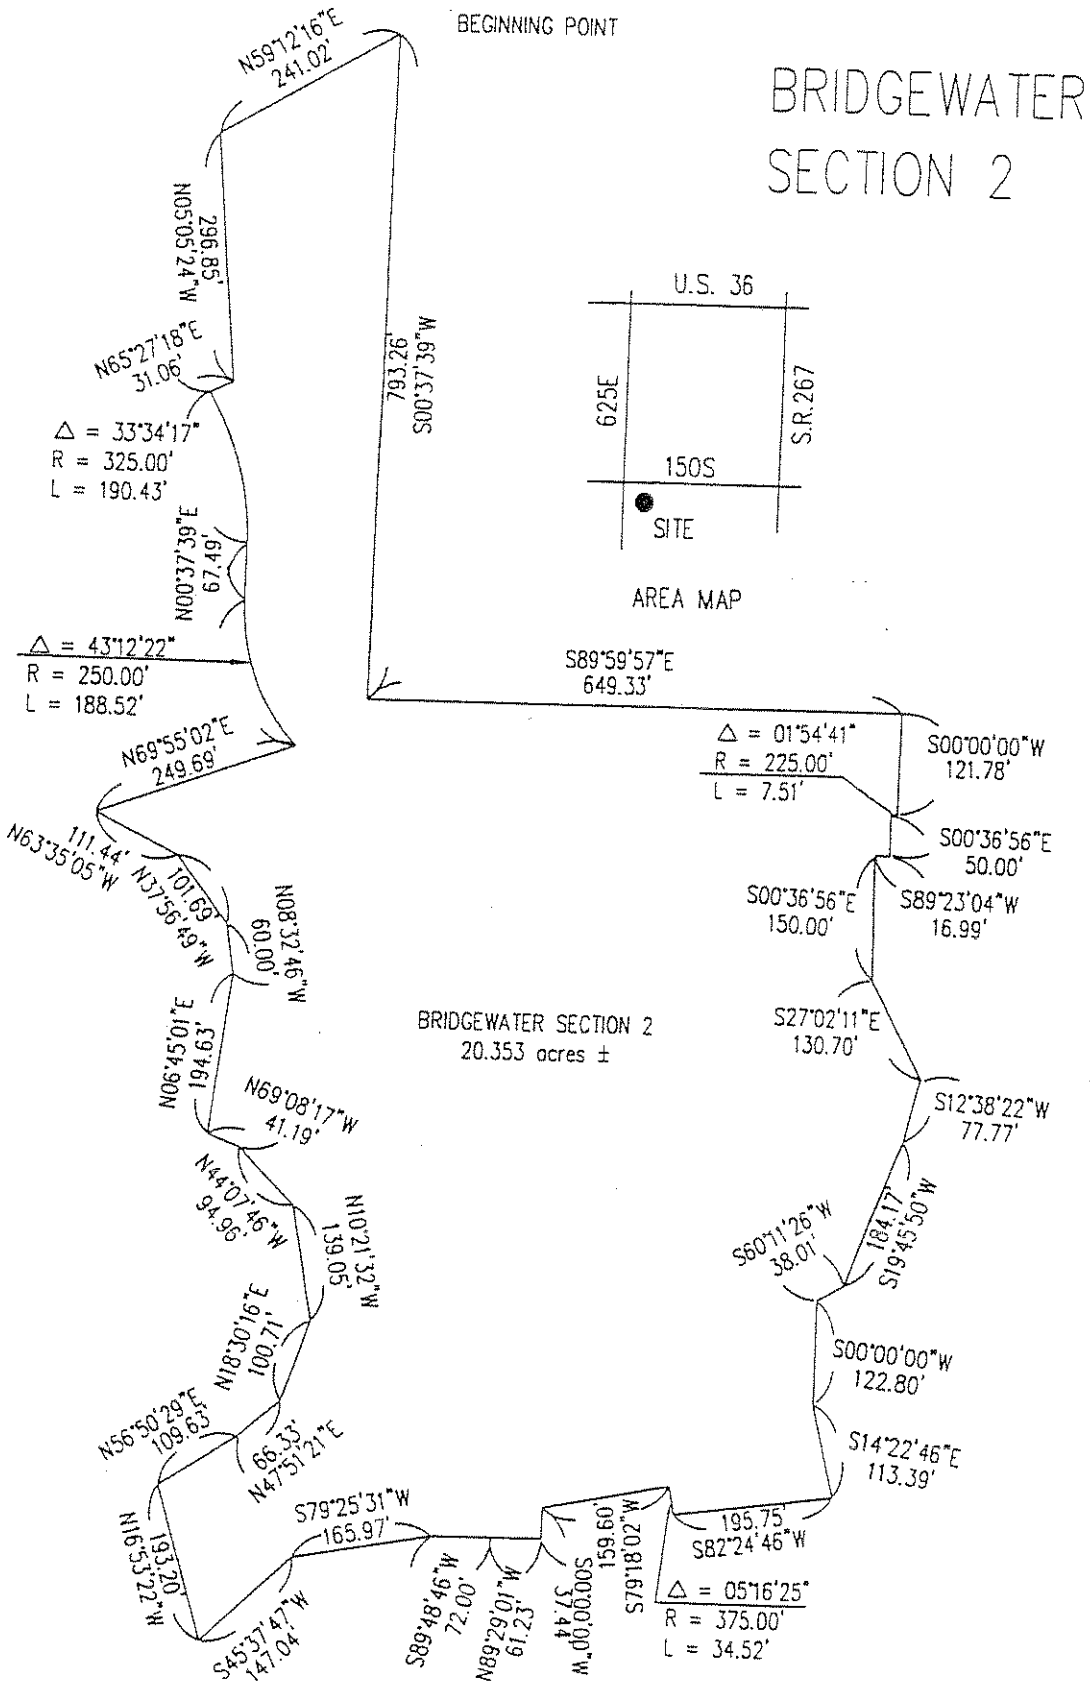 BEGINNING POINT
BRIDGEWATER
SECTION 2
N59°12'16"E
241.02'
N05°05'24"W
296.85'
N65°27'18"E
31.06'
△ = 33°34'17"
R = 325.00'
L = 190.43'
N00°37'39"E
67.49'
△ = 43°12'22"
R = 250.00'
L = 188.52'
793.26'
S00°37'39"W
U.S. 36
625E
S.R.267
150S
SITE
AREA MAP
S89°59'57"E
649.33'
△ = 01°54'41"
R = 225.00'
L = 7.51'
S00°00'00"W
121.78'
S00°36'56"E
50.00'
S89°23'04"W
16.99'
S00°36'56"E
150.00'
S27°02'11"E
130.70'
S12°38'22"W
77.77'
184.17'
S19°45'50"W
S60°11'26"W
38.01'
S00°00'00"W
122.80'
S14°22'46"E
113.39'
195.75'
S82°24'46"W
△ = 05°16'25"
R = 375.00'
L = 34.52'
159.60'
S79°18'02"W
S00°00'00"W
37.44'
N89°29'01"W
61.23'
S89°48'46"W
72.00'
S79°25'31"W
165.97'
S45°37'47"W
147.04'
193.20'
N16°53'22"W
N56°50'29"E
109.63'
66.33'
N47°51'21"E
N18°30'16"E
100.71'
N10°21'32"W
139.05'
N44°07'46"W
94.96'
N69°08'17"W
41.19'
N06°45'01"E
194.63'
N08°32'46"W
60.00'
101.69'
N37°56'49"W
111.44'
N63°35'05"W
N69°55'02"E
249.69'
BRIDGEWATER SECTION 2
20.353 acres ±